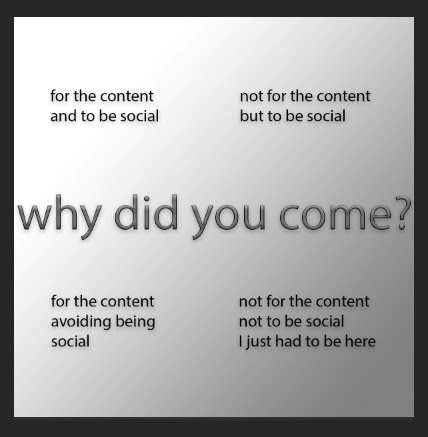 for the content
and to be social
not for the content
but to be social
why did you come?
for the content
avoiding being
social
not for the content
not to be social
I just had to be here